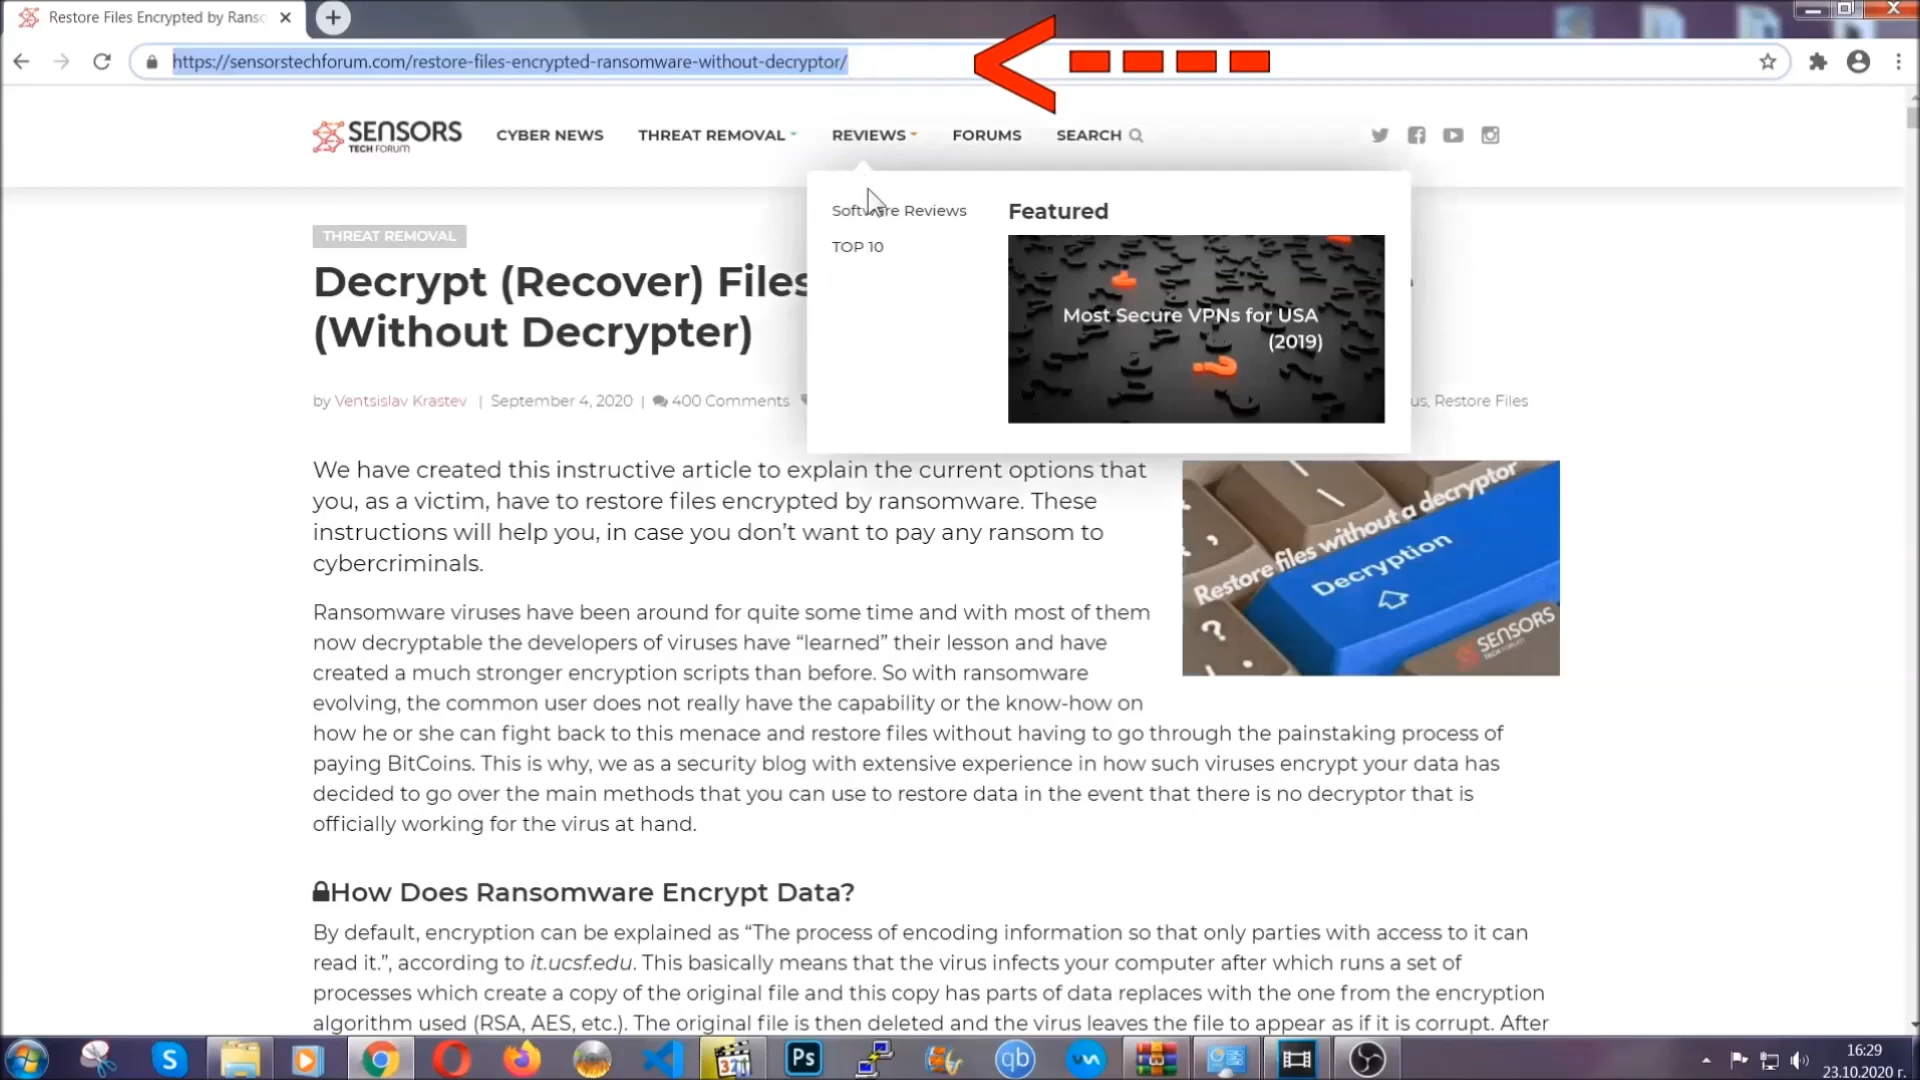 Restore Files Encrypted by Ranso
https://sensorstechforum.com/restore-files-encrypted-ransomware-without-decryptor/
SENSORS
TECH FORUM
CYBER NEWS
THREAT REMOVAL
REVIEWS
FORUMS
SEARCH
Software Reviews
TOP 10
Featured
Most Secure VPNs for USA
(2019)
THREAT REMOVAL
Decrypt (Recover) Files
(Without Decrypter)
by Ventsislav Krastev | September 4, 2020 | 400 Comments
us, Restore Files
We have created this instructive article to explain the current options that
you, as a victim, have to restore files encrypted by ransomware. These
instructions will help you, in case you don’t want to pay any ransom to
cybercriminals.
Restore files without a decryptor
Decryption
SENSORS
Ransomware viruses have been around for quite some time and with most of them
now decryptable the developers of viruses have “learned” their lesson and have
created a much stronger encryption scripts than before. So with ransomware
evolving, the common user does not really have the capability or the know-how on
how he or she can fight back to this menace and restore files without having to go through the painstaking process of
paying BitCoins. This is why, we as a security blog with extensive experience in how such viruses encrypt your data has
decided to go over the main methods that you can use to restore data in the event that there is no decryptor that is
officially working for the virus at hand.
How Does Ransomware Encrypt Data?
By default, encryption can be explained as “The process of encoding information so that only parties with access to it can
read it.”, according to it.ucsf.edu. This basically means that the virus infects your computer after which runs a set of
processes which create a copy of the original file and this copy has parts of data replaces with the one from the encryption
algorithm used (RSA, AES, etc.). The original file is then deleted and the virus leaves the file to appear as if it is corrupt. After
S
321
Ps
qb
16:29
23.10.2020 г.